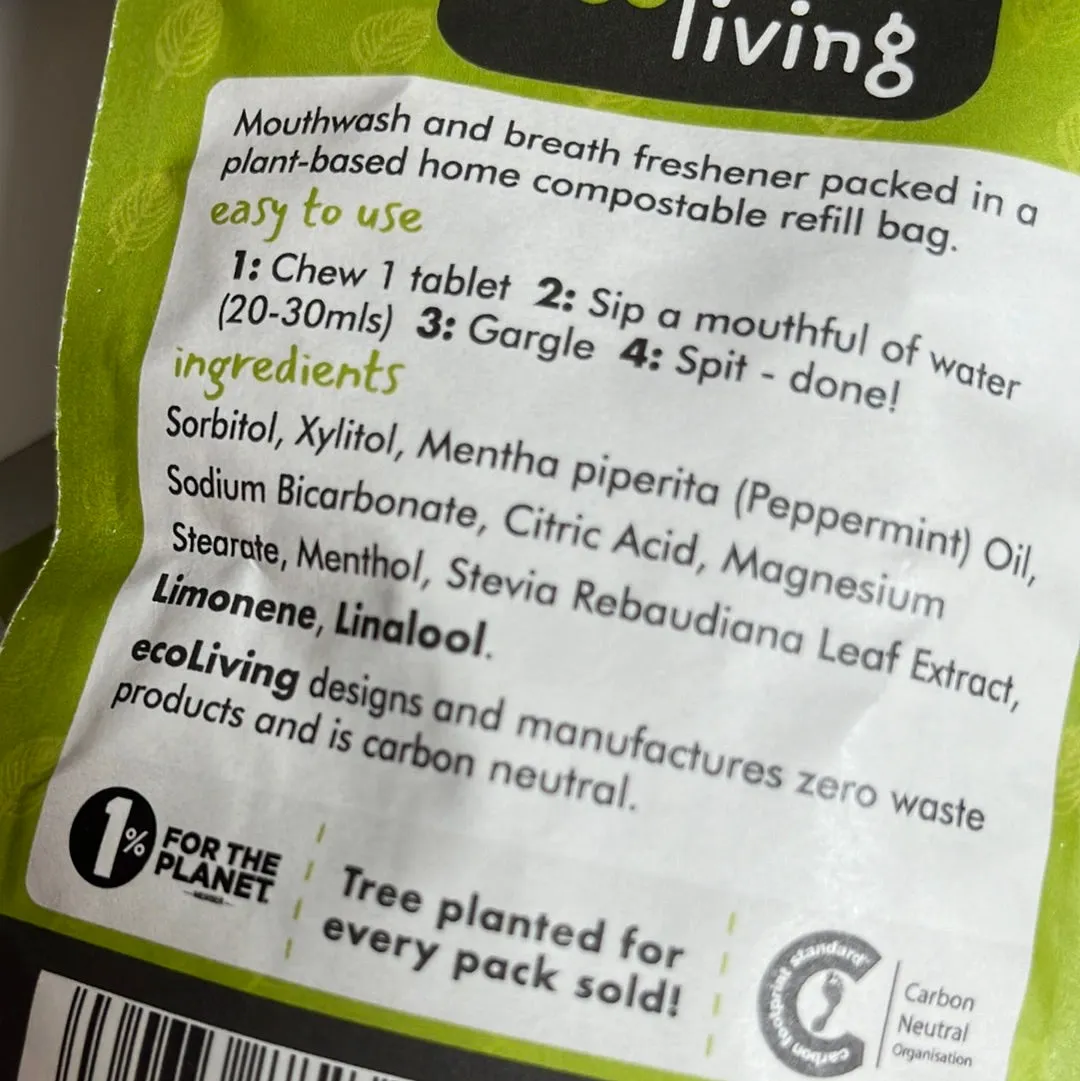 living
Mouthwash and breath freshener packed in a
plant-based home compostable refill bag.
easy to use
1: Chew 1 tablet 2: Sip a mouthful of water
(20-30mls) 3: Gargle 4: Spit - done!
ingredients
Sorbitol, Xylitol, Mentha piperita (Peppermint) Oil,
Sodium Bicarbonate, Citric Acid, Magnesium
Stearate, Menthol, Stevia Rebaudiana Leaf Extract,
Limonene, Linalool.
ecoLiving designs and manufactures zero waste
products and is carbon neutral.
1% FOR THE
PLANET
MEMBER
Tree planted for
every pack sold!
carbon footprint standard
Carbon
Neutral
Organisation